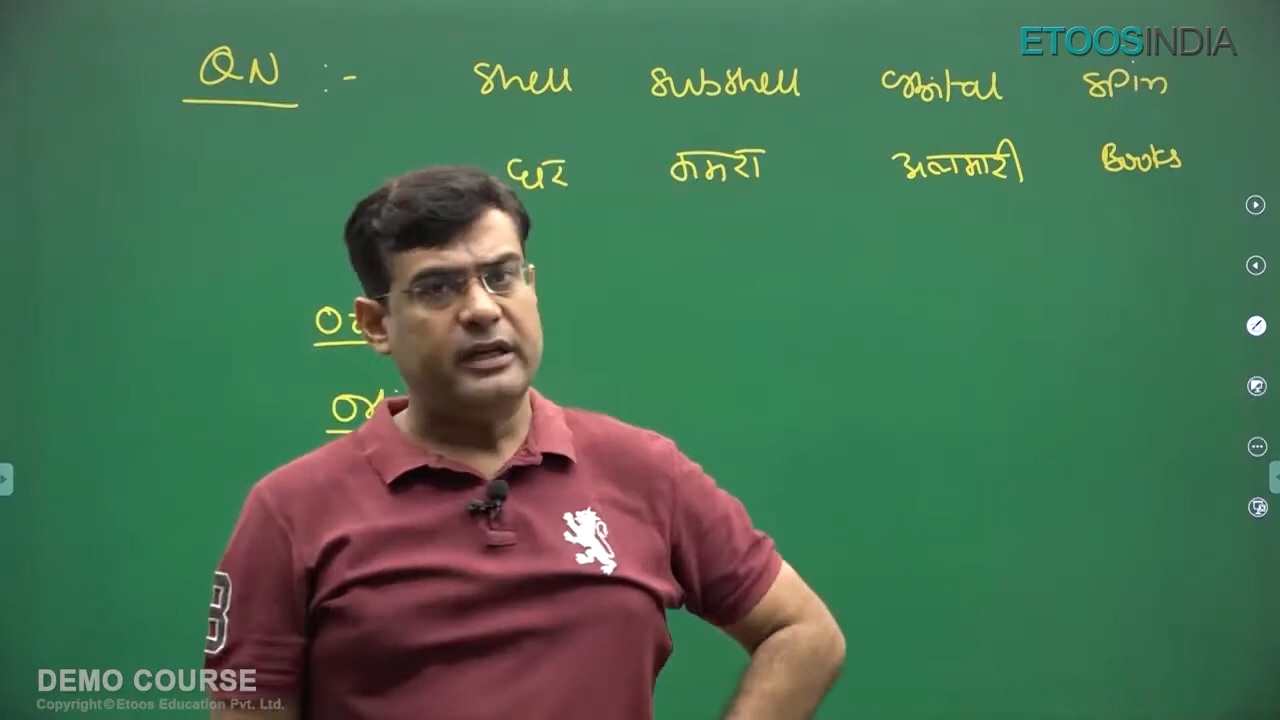 ETOOSINDIA
QN :- Shell Subshell Orbital Spin
घर कमरा अलमारी Books
DEMO COURSE
Copyright © Etoos Education Pvt. Ltd.